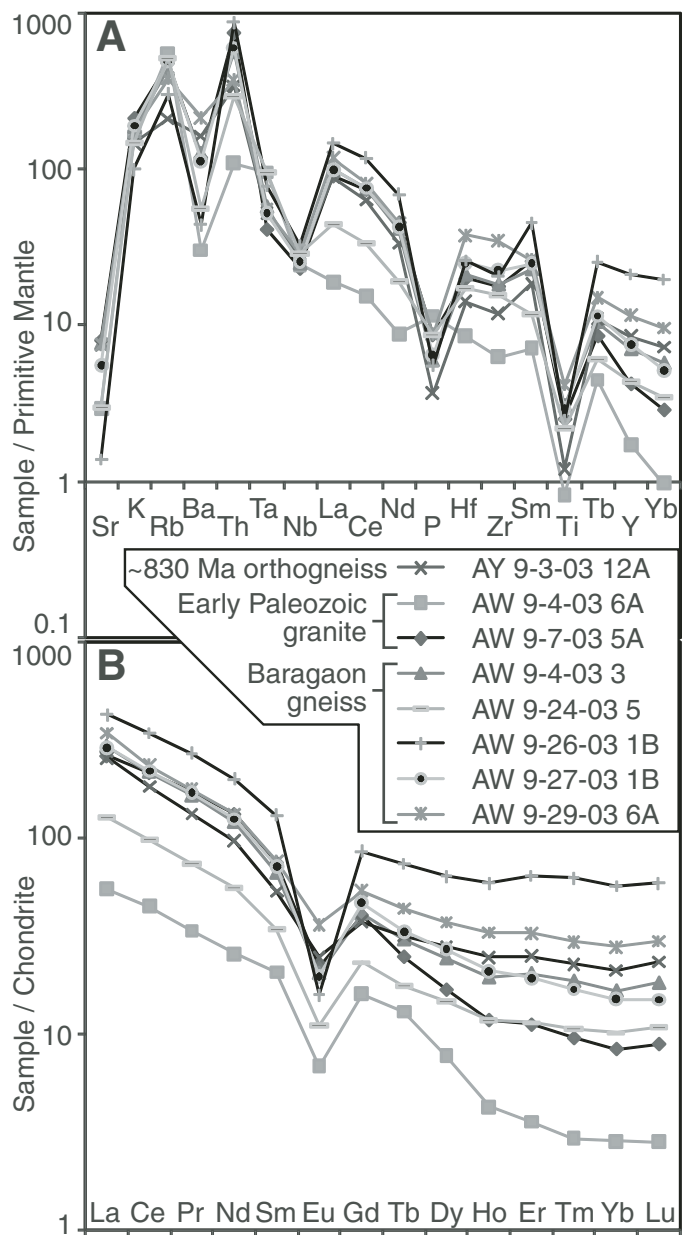 1000
A
100
10
1
0.1
Sample / Primitive Mantle
Sr K Rb Ba Th Ta Nb La Ce Nd P Hf Zr Sm Ti Tb Y Yb
~830 Ma orthogneiss AY 9-3-03 12A
Early Paleozoic
granite
AW 9-4-03 6A
AW 9-7-03 5A
Baragaon
gneiss
AW 9-4-03 3
AW 9-24-03 5
AW 9-26-03 1B
AW 9-27-03 1B
AW 9-29-03 6A
1000
B
100
10
1
Sample / Chondrite
La Ce Pr Nd Sm Eu Gd Tb Dy Ho Er Tm Yb Lu